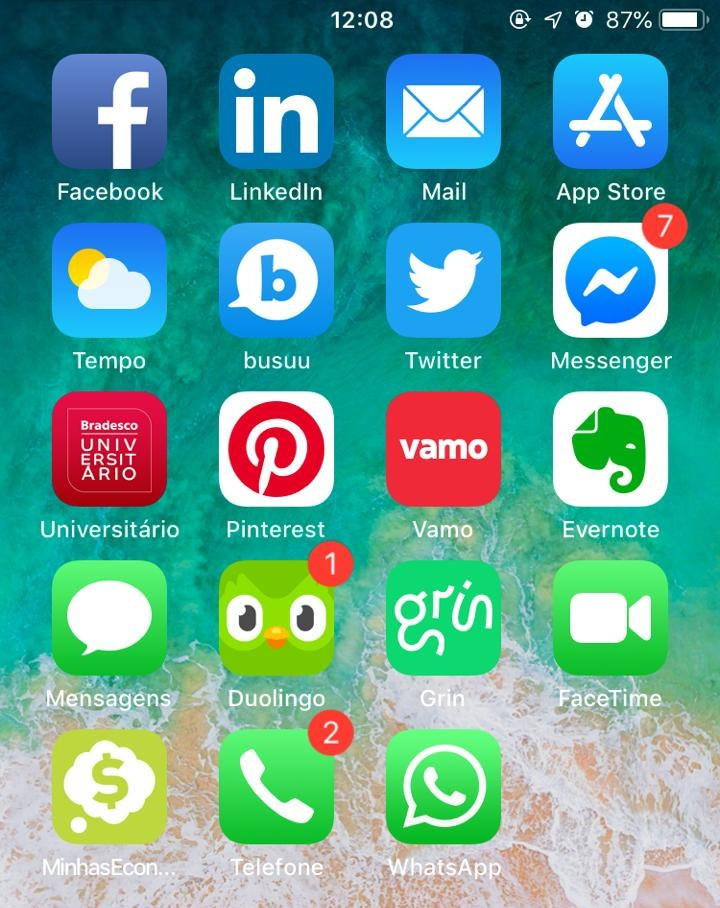 12:08 87%
f in
Facebook LinkedIn Mail App Store
7
b
Tempo busuu Twitter Messenger
Bradesco
UNIV
ERSIT
ÁRIO
vamo
Universitário Pinterest Vamo Evernote
1
grin
Mensagens Duolingo Grin FaceTime
2
$
MinhasEcon... Telefone WhatsApp